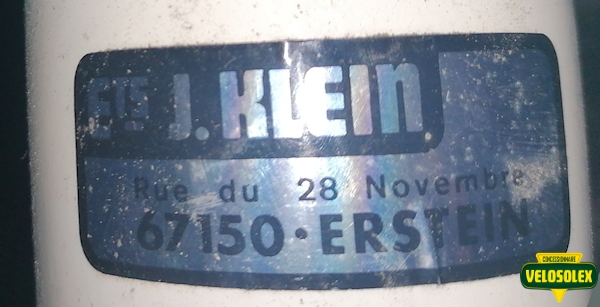 Ets J. KLEIN
Rue du 28 Novembre
67150 · ERSTEIN
CONCESSIONNAIRE
VELOSOLEX